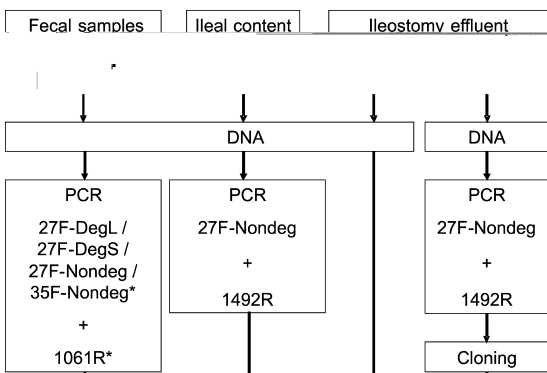 Fecal samples
Ileal content
Ileostomy effluent
DNA
DNA
PCR
27F-DegL /
27F-DegS /
27F-Nondeg /
35F-Nondeg*
+
1061R*
PCR
27F-Nondeg
+
1492R
PCR
27F-Nondeg
+
1492R
Cloning